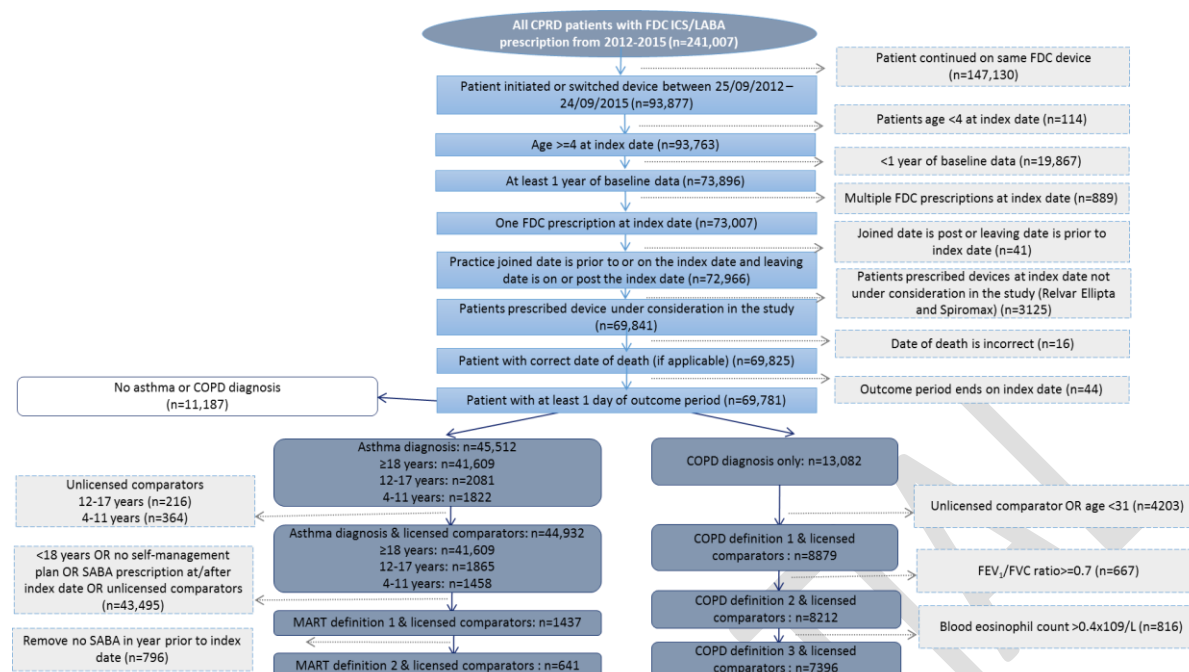 All CPRD patients with FDC ICS/LABA
prescription from 2012-2015 (n=241,007)
Patient continued on same FDC device
(n=147,130)
Patient initiated or switched device between 25/09/2012 –
24/09/2015 (n=93,877)
Patients age <4 at index date (n=114)
Age >=4 at index date (n=93,763)
<1 year of baseline data (n=19,867)
At least 1 year of baseline data (n=73,896)
Multiple FDC prescriptions at index date (n=889)
One FDC prescription at index date (n=73,007)
Joined date is post or leaving date is prior to
index date (n=41)
Practice joined date is prior to or on the index date and leaving
date is on or post the index date (n=72,966)
Patients prescribed devices at index date not
under consideration in the study (Relvar Ellipta
and Spiromax) (n=3125)
Patients prescribed device under consideration in the study
(n=69,841)
Date of death is incorrect (n=16)
Patient with correct date of death (if applicable) (n=69,825)
Outcome period ends on index date (n=44)
Patient with at least 1 day of outcome period (n=69,781)
No asthma or COPD diagnosis
(n=11,187)
Asthma diagnosis: n=45,512
≥18 years: n=41,609
12-17 years: n=2081
4-11 years: n=1822
COPD diagnosis only: n=13,082
Unlicensed comparators
12-17 years (n=216)
4-11 years (n=364)
Unlicensed comparator OR age <31 (n=4203)
Asthma diagnosis & licensed comparators: n=44,932
≥18 years: n=41,609
12-17 years: n=1865
4-11 years: n=1458
COPD definition 1 & licensed
comparators : n=8879
<18 years OR no self-management
plan OR SABA prescription at/after
index date OR unlicensed comparators
(n=43,495)
FEV₁/FVC ratio>=0.7 (n=667)
MART definition 1 & licensed comparators: n=1437
COPD definition 2 & licensed
comparators: n=8212
Remove no SABA in year prior to index
date (n=796)
Blood eosinophil count >0.4x109/L (n=816)
MART definition 2 & licensed comparators : n=641
COPD definition 3 & licensed
comparators : n=7396